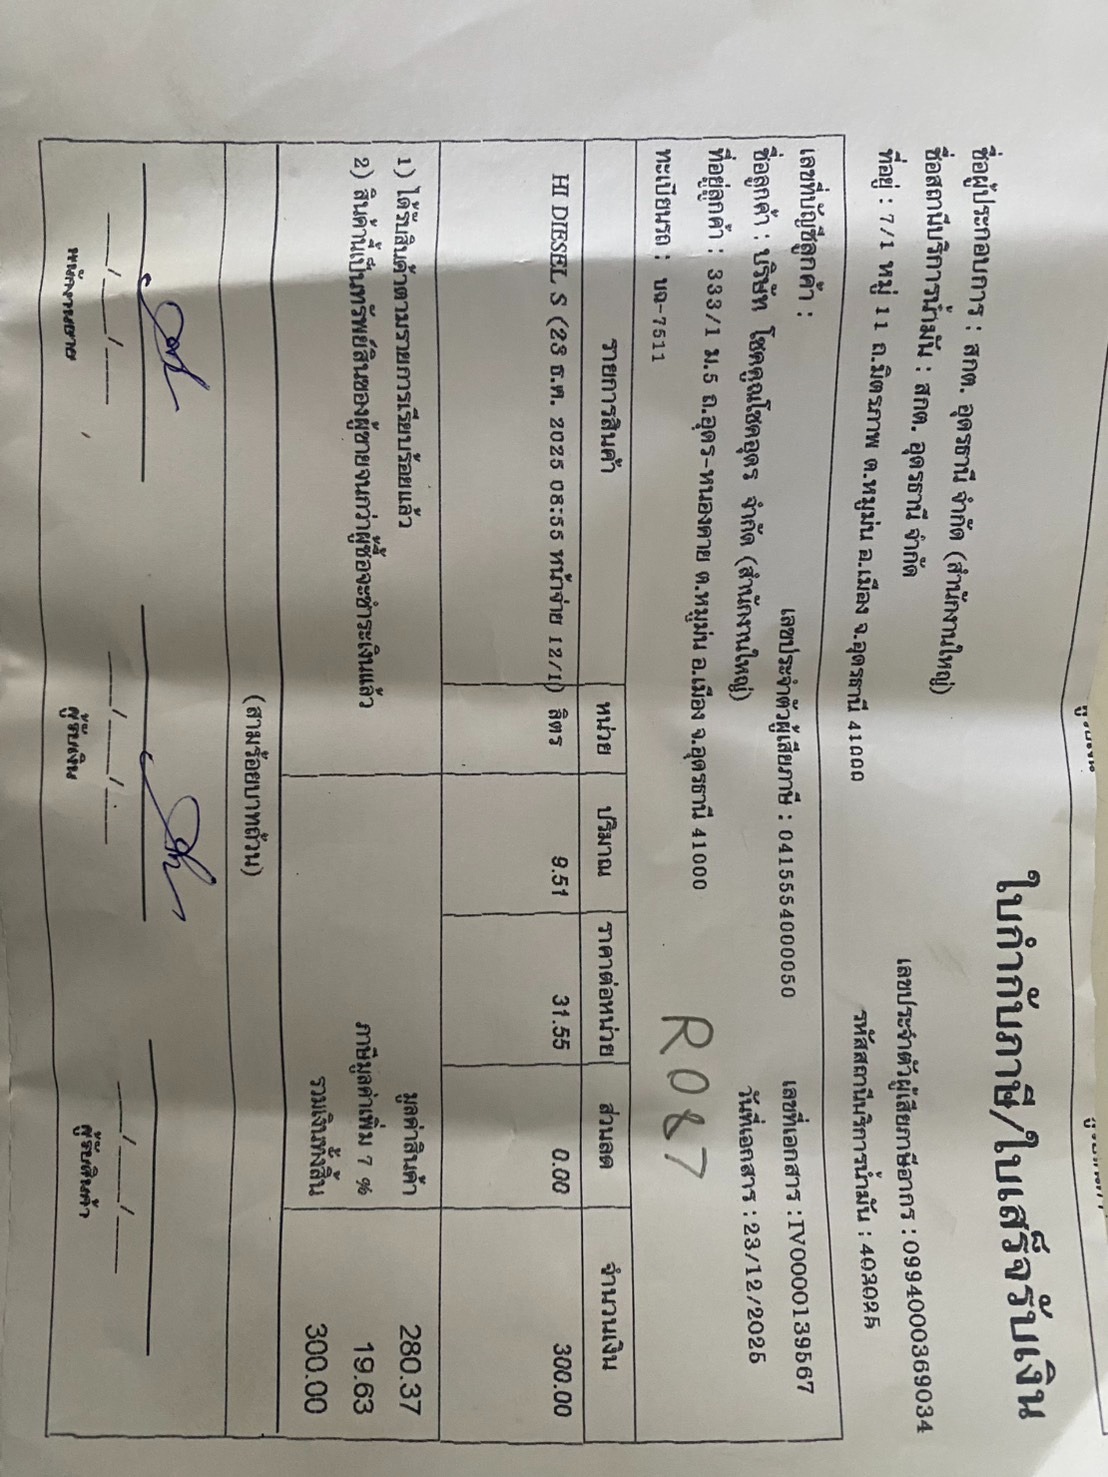 ใบกำกับภาษี/ใบเสร็จรับเงิน
ชื่อผู้ประกอบการ : สกต. อุดรธานี จำกัด (สำนักงานใหญ่) เลขประจำตัวผู้เสียภาษีอากร : 0994000369034
ชื่อสถานีบริการน้ำมัน : สกต. อุดรธานี จำกัด รหัสสถานีบริการน้ำมัน : 403025
ที่อยู่ : 7/1 หมู่ 11 ถ.มิตรภาพ ต.หมูม่น อ.เมือง จ.อุดรธานี 41000
เลขที่บัญชีลูกค้า : เลขประจำตัวผู้เสียภาษี : 0415554000050 เลขที่เอกสาร : IV0000139567
ชื่อลูกค้า : บริษัท โชคคูณโชคอุดร จำกัด (สำนักงานใหญ่) วันที่เอกสาร : 23/12/2025
ที่อยู่ลูกค้า : 333/1 ม.5 ถ.อุดร-หนองคาย ต.หมูม่น อ.เมือง จ.อุดรธานี 41000
ทะเบียนรถ : บฉ-7511 R087
รายการสินค้า หน่วย ปริมาณ ราคาต่อหน่วย ส่วนลด จำนวนเงิน
HI DIESEL S (23 ธ.ค. 2025 08:55 หน้าจ่าย 12/1) ลิตร 9.51 31.55 0.00 300.00
1) ได้รับสินค้าตามรายการเรียบร้อยแล้ว มูลค่าสินค้า 280.37
2) สินค้านี้เป็นทรัพย์สินของผู้ขายจนกว่าผู้ซื้อจะชำระเงินแล้ว ภาษีมูลค่าเพิ่ม 7 % 19.63
รวมเงินทั้งสิ้น 300.00
(สามร้อยบาทถ้วน)
___/___/___ ___/___/___ ___/___/___
พนักงานขาย ผู้รับเงิน ผู้รับสินค้า